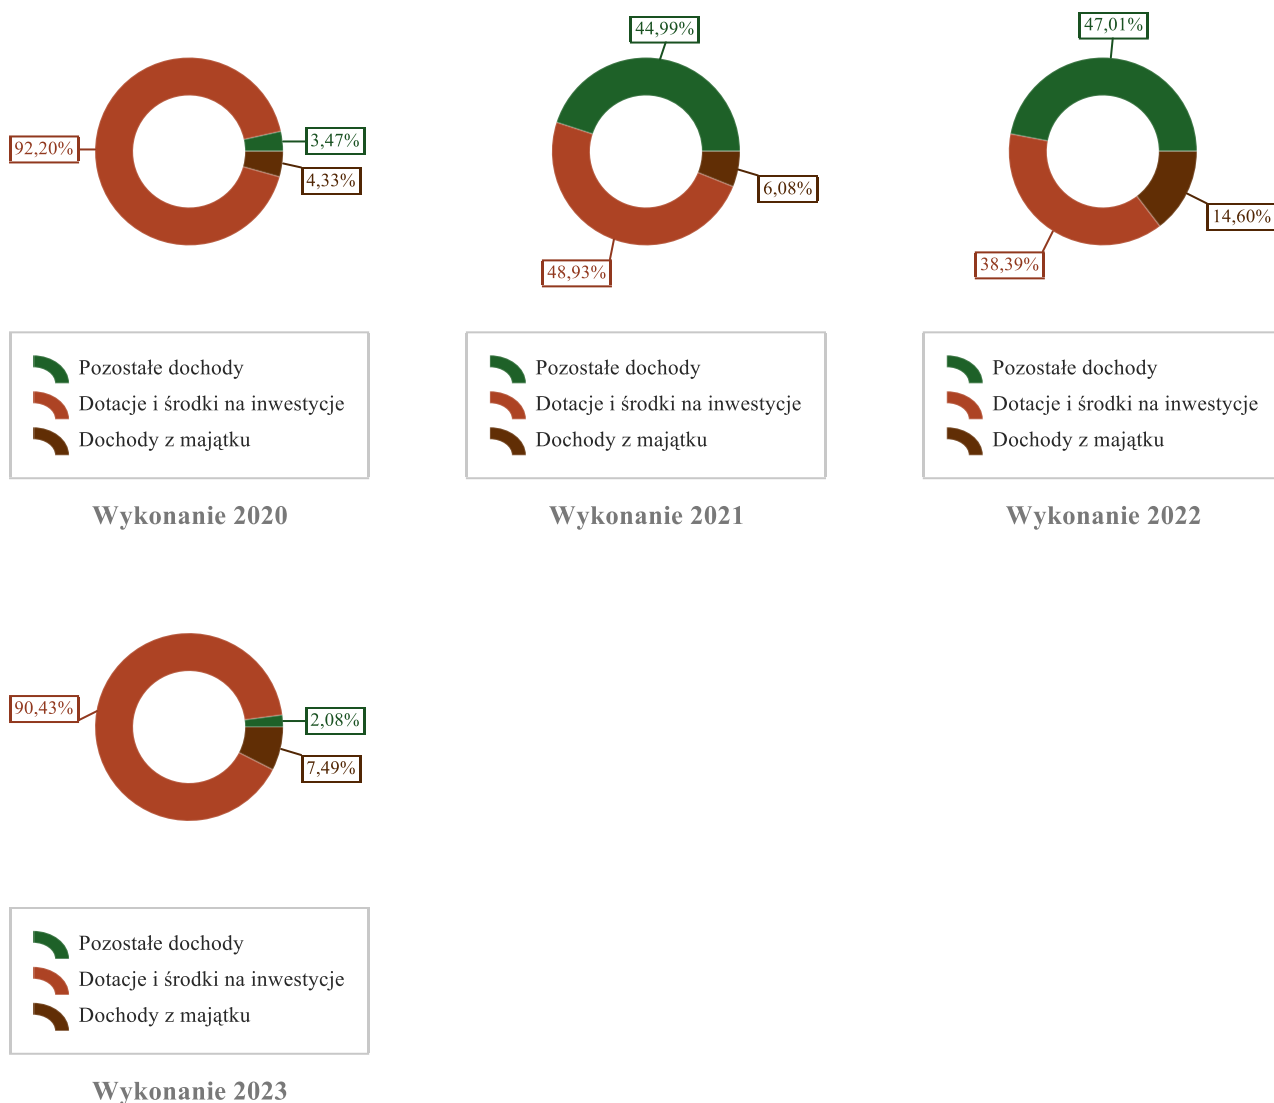 92,20%
3,47%
4,33%
Pozostałe dochody
Dotacje i środki na inwestycje
Dochody z majątku
Wykonanie 2020
44,99%
6,08%
48,93%
Pozostałe dochody
Dotacje i środki na inwestycje
Dochody z majątku
Wykonanie 2021
47,01%
14,60%
38,39%
Pozostałe dochody
Dotacje i środki na inwestycje
Dochody z majątku
Wykonanie 2022
90,43%
2,08%
7,49%
Pozostałe dochody
Dotacje i środki na inwestycje
Dochody z majątku
Wykonanie 2023